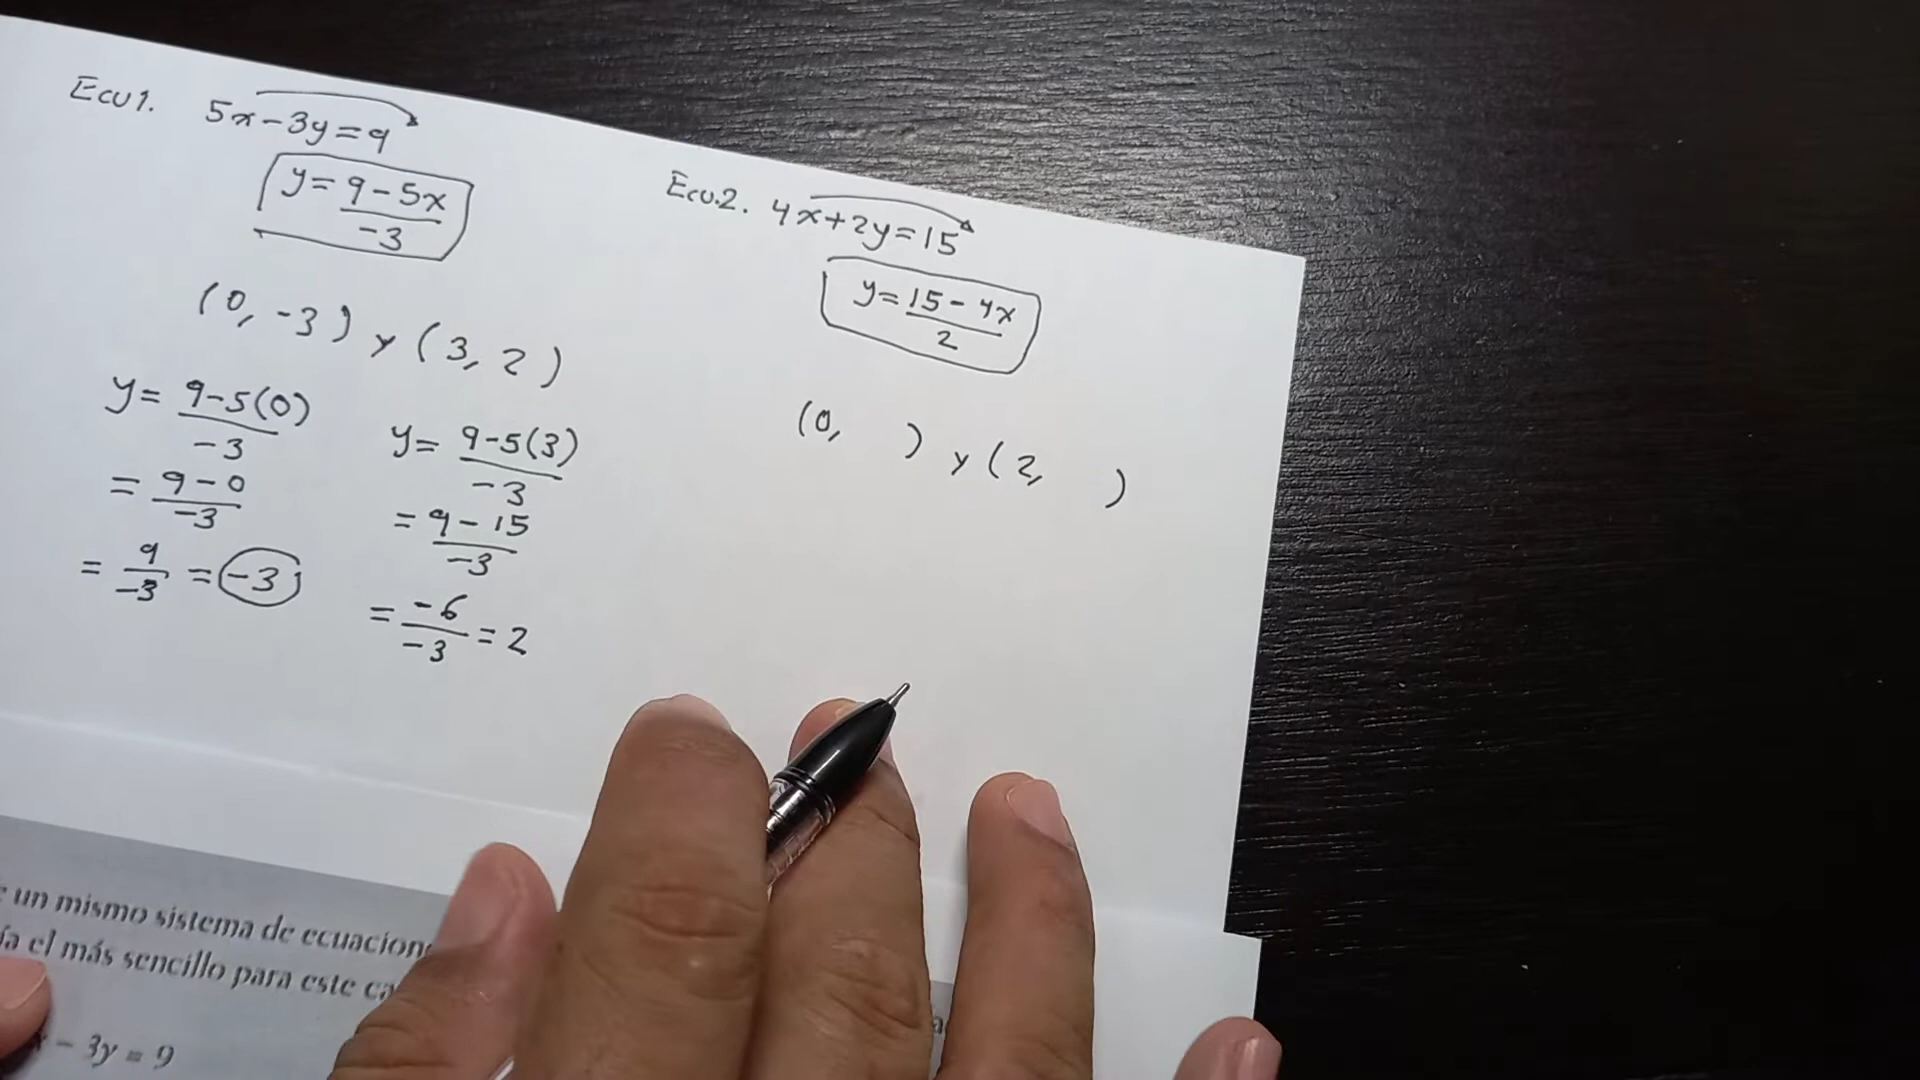 Ecu1. 5x-3y=9
y= 9-5x / -3
(0, -3) y (3, 2)
y= 9-5(0) / -3
= 9-0 / -3
= 9 / -3 = -3
y= 9-5(3) / -3
= 9-15 / -3
= -6 / -3 = 2
Ecu.2. 4x+2y=15
y= 15-4x / 2
(0, ) y (2, )
un mismo sistema de
el más sencillo para este
- 3y = 9